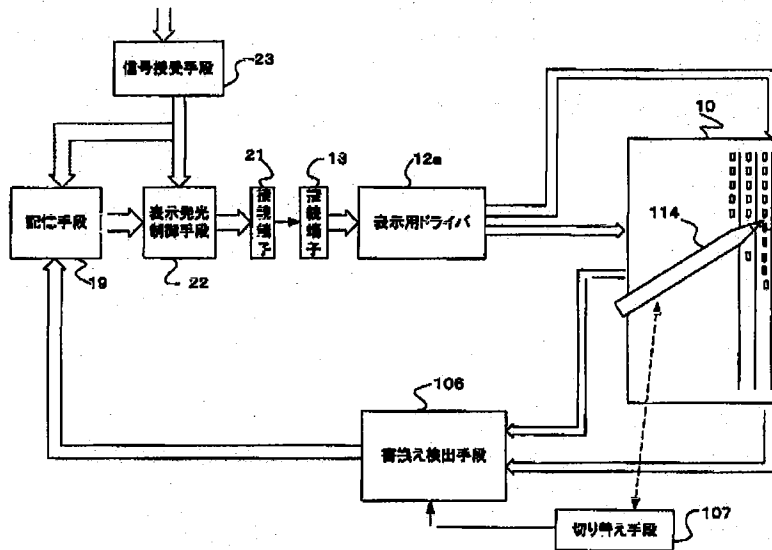 信号接受手段
23
10
21
13
12a
記憶手段
表示発光
制御手段
接続端子
接続端子
表示用ドライバ
114
19
22
106
書換え検出手段
切り替え手段
107